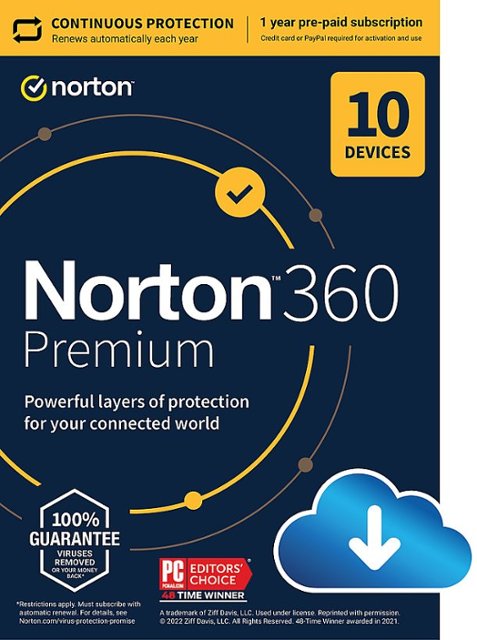 CONTINUOUS PROTECTION
Renews automatically each year
1 year pre-paid subscription
Credit card or PayPal required for activation and use
norton
10
DEVICES
Norton™ 360
Premium
Powerful layers of protection
for your connected world
100%
GUARANTEE
VIRUSES
REMOVED
OR YOUR MONEY
BACK*
PC
PCMAG.COM
EDITORS'
CHOICE
48 TIME WINNER
*Restrictions apply. Must subscribe with
automatic renewal. For details, see
Norton.com/virus-protection-promise
A trademark of Ziff Davis, LLC. Used under license. Reprinted with permission.
© 2022 Ziff Davis, LLC. All Rights Reserved. 48-Time Winner awarded in 2021.